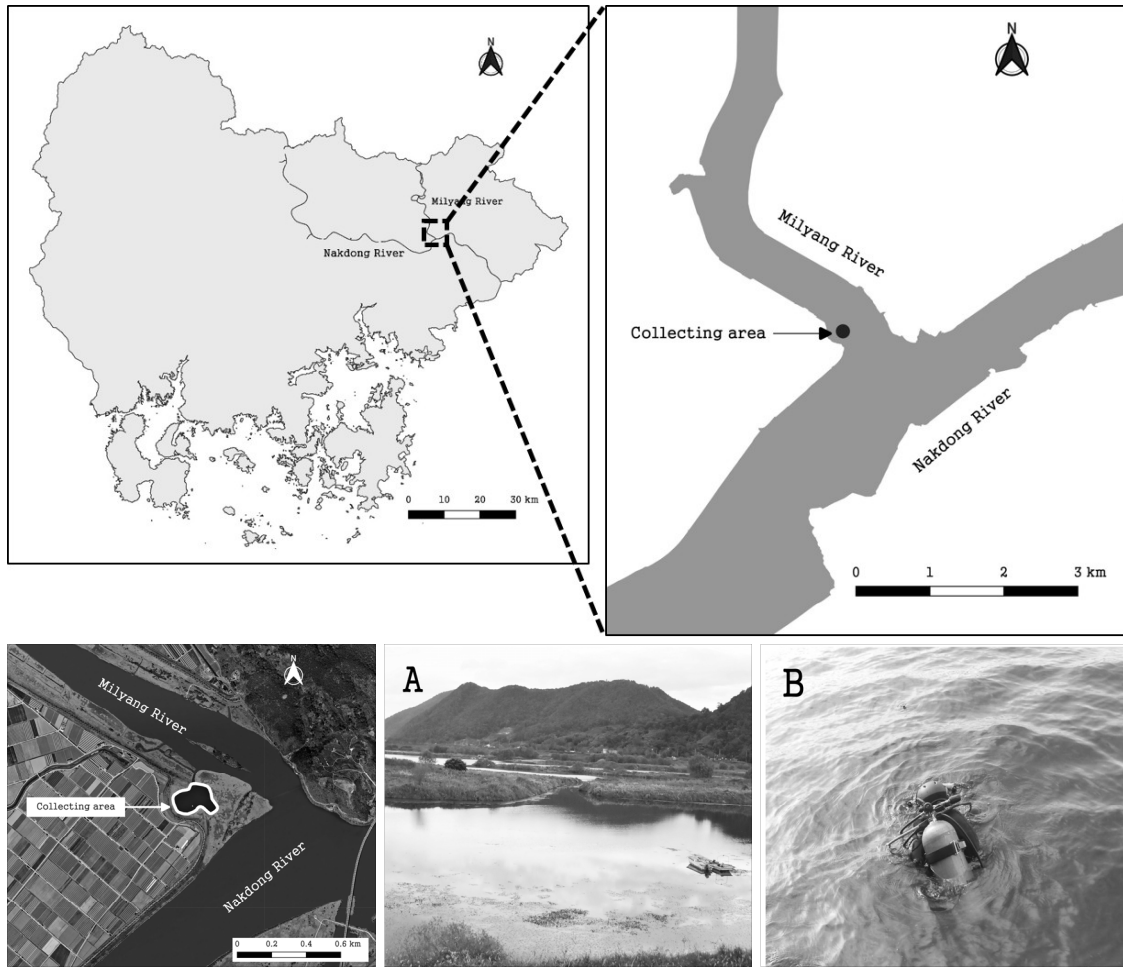 N
Milyang River
Nakdong River
0 10 20 30 km
N
Milyang River
Collecting area
Nakdong River
0 1 2 3 km
N
Milyang River
Collecting area
Nakdong River
0 0.2 0.4 0.6 km
A
B